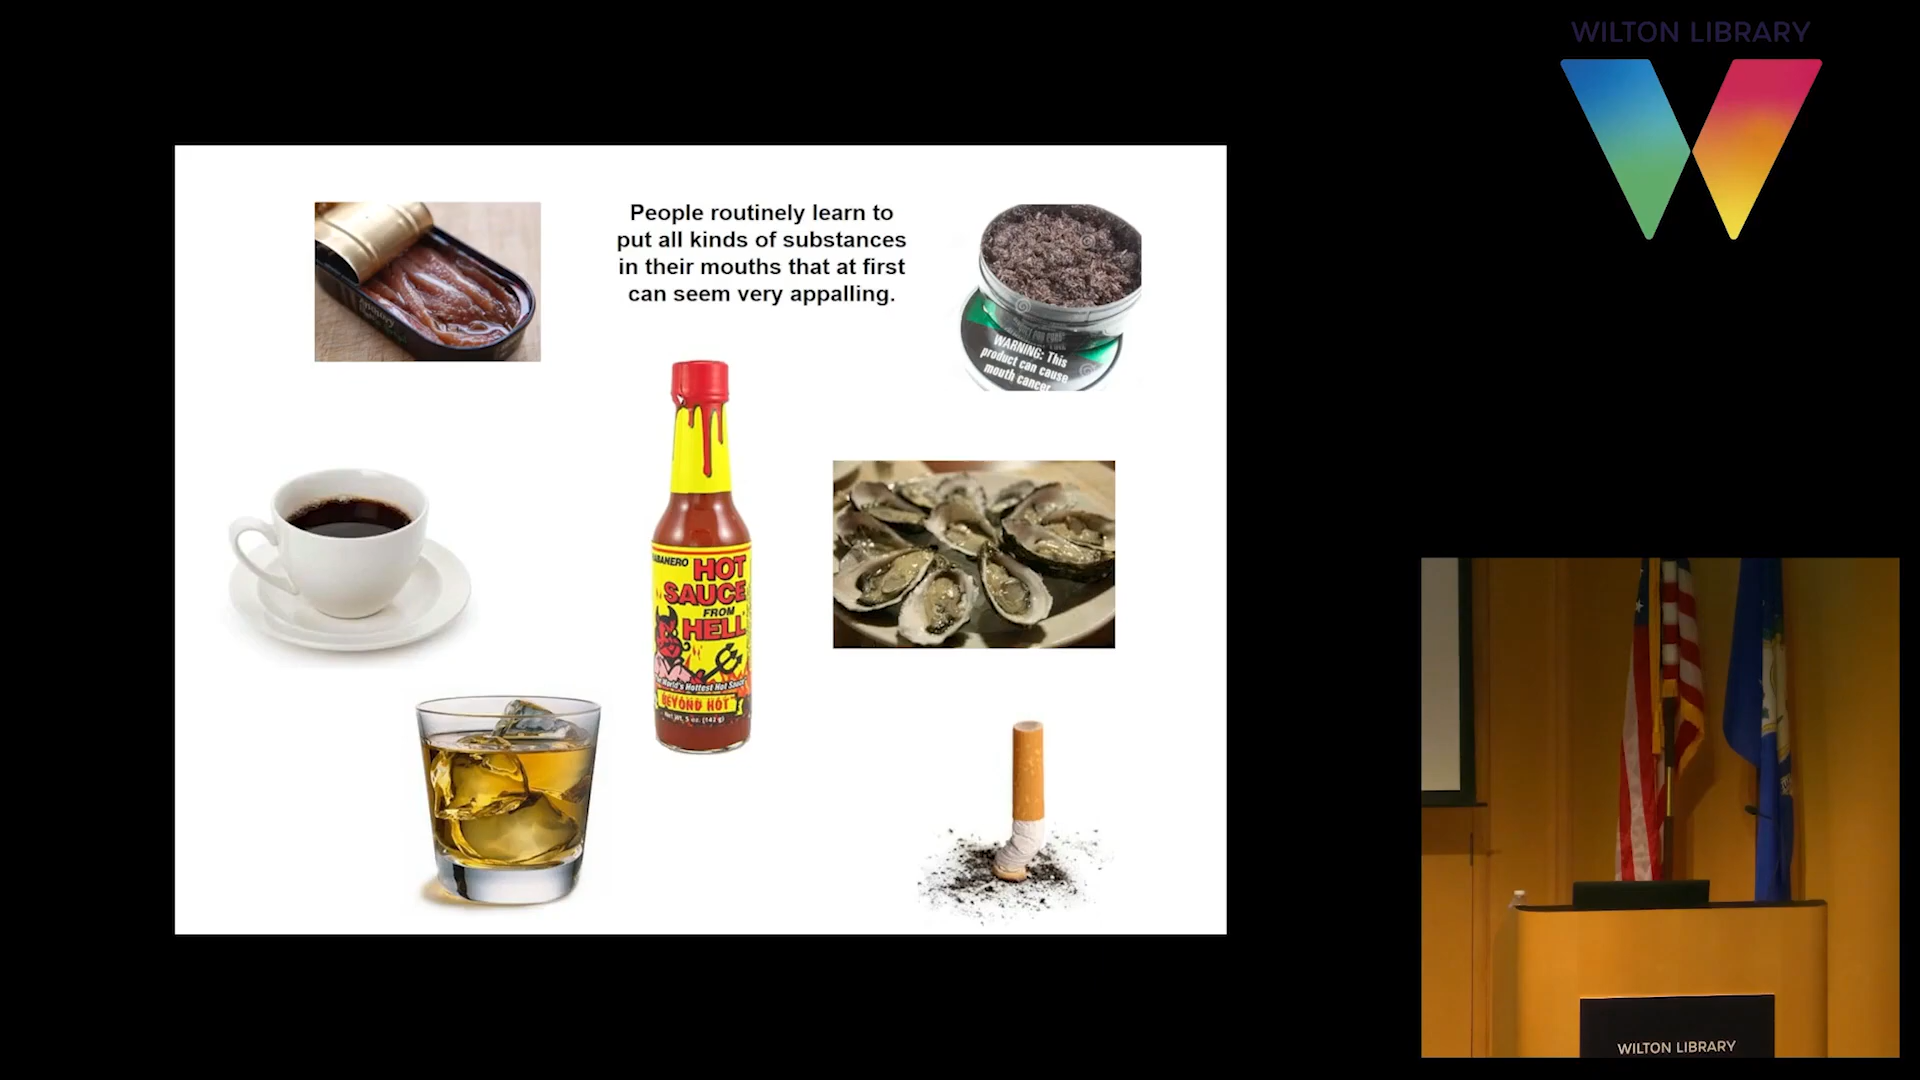 WILTON LIBRARY
People routinely learn to
put all kinds of substances
in their mouths that at first
can seem very appalling.
WARNING: This
product can cause
mouth cancer
HABANERO HOT
SAUCE
FROM
HELL
World's Hottest Hot Sauce
BEYOND HOT
NET WT. 5 oz. (142 g)
WILTON LIBRARY